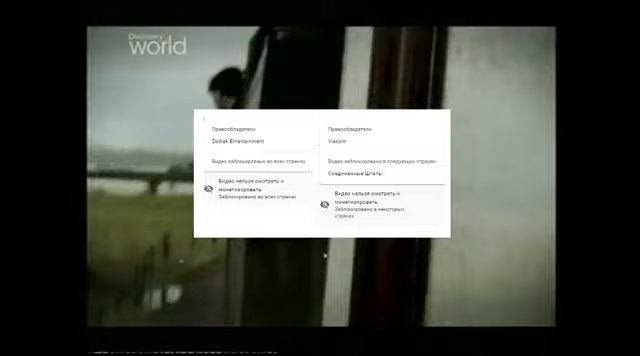 Discovery
world
Правообладатели
Zodiak Entertainment
Видео заблокировано во всех странах
Видео нельзя смотреть и
монетизировать
Заблокировано во всех странах
Правообладатели
Viacom
Видео заблокировано в следующих странах:
Соединенные Штаты
Видео нельзя смотреть и
монетизировать
Заблокировано в некоторых
странах